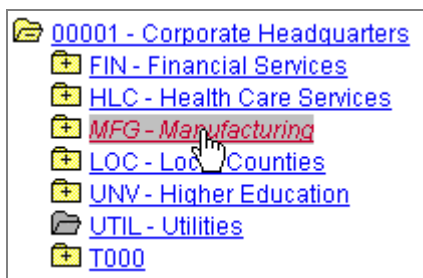 00001 - Corporate Headquarters
FIN - Financial Services
HLC - Health Care Services
MFG - Manufacturing
LOC - Local Counties
UNV - Higher Education
UTIL - Utilities
T000